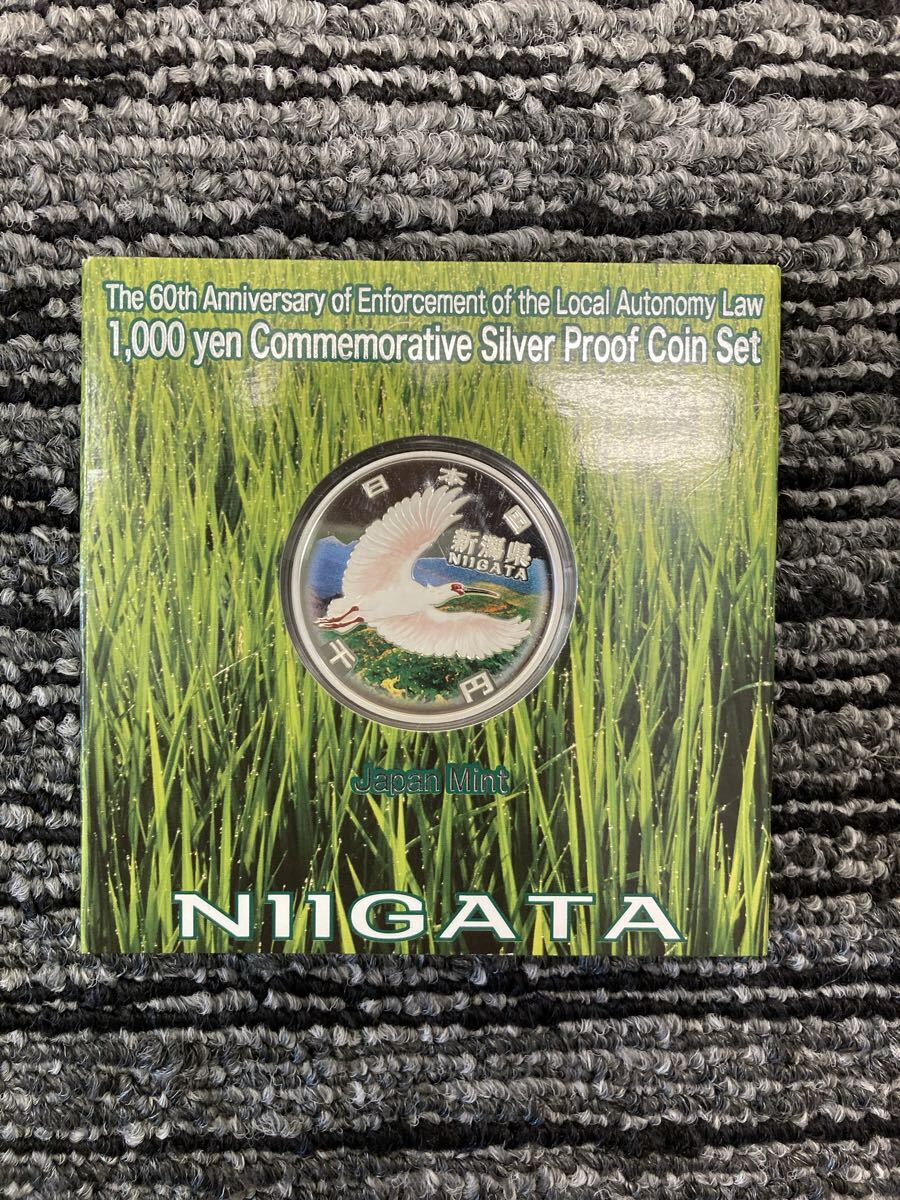 The 60th Anniversary of Enforcement of the Local Autonomy Law
1,000 yen Commemorative Silver Proof Coin Set
日本国
新潟県
NIIGATA
千円
Japan Mint
NIIGATA